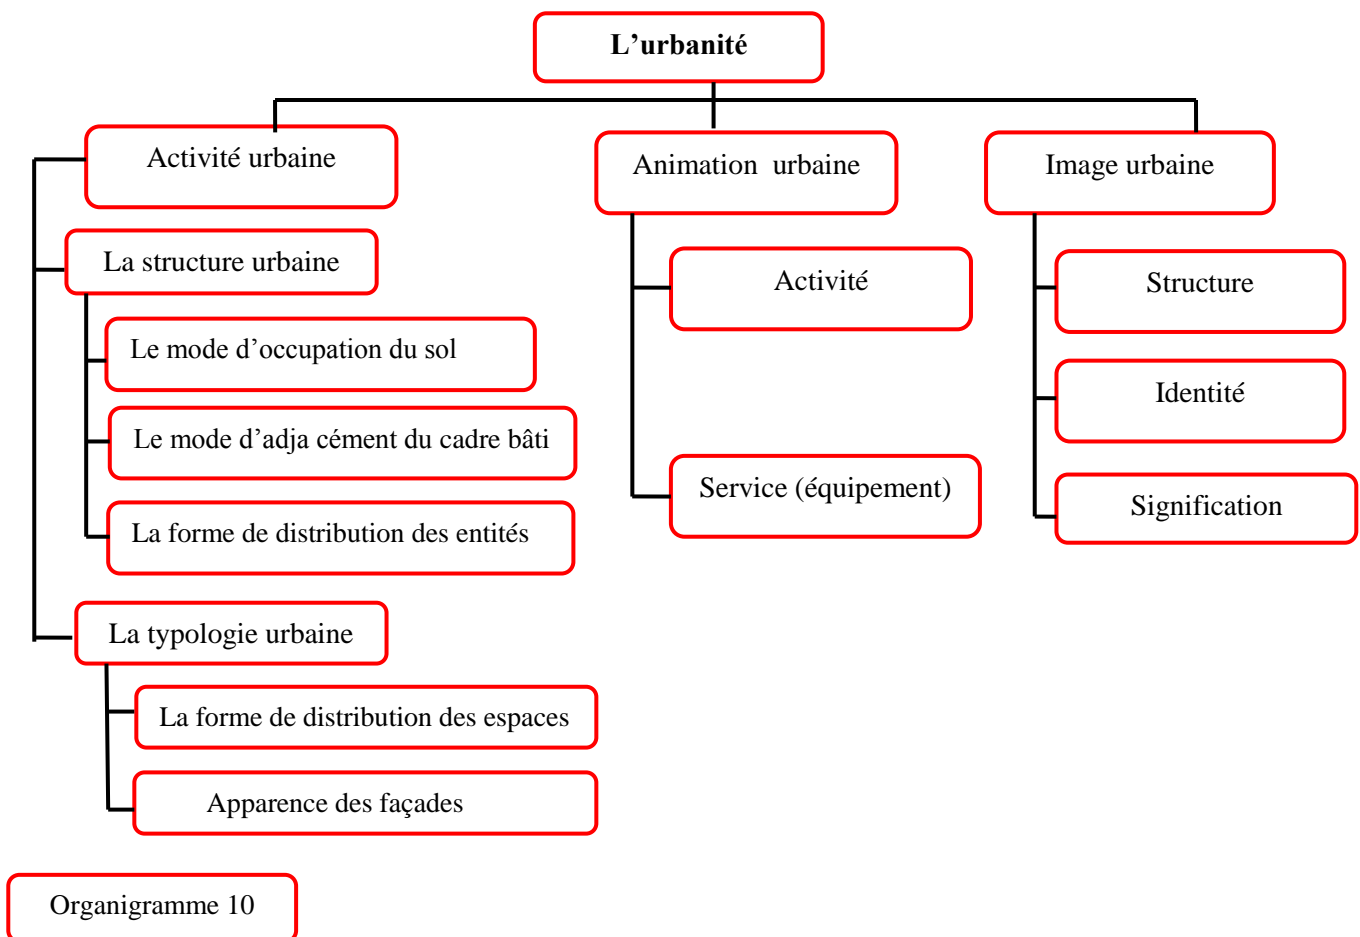 L’urbanité
Activité urbaine
Animation  urbaine
Image urbaine
La structure urbaine
Le mode d’occupation du sol
Le mode d’adja cément du cadre bâti
La forme de distribution des entités
La typologie urbaine
La forme de distribution des espaces
Apparence des façades
Activité
Service (équipement)
Structure
Identité
Signification
Organigramme 10